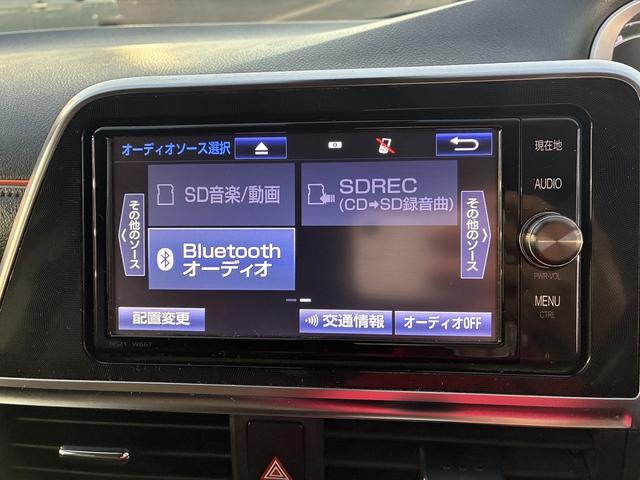 オーディオソース選択
現在地
SD音楽/動画
SDREC
(CD➡SD録音曲)
AUDIO
その他のソース
Bluetooth
オーディオ
その他のソース
PWR·VOL
MENU
CTRL
配置変更
交通情報
オーディオOFF
NSZT-W66T